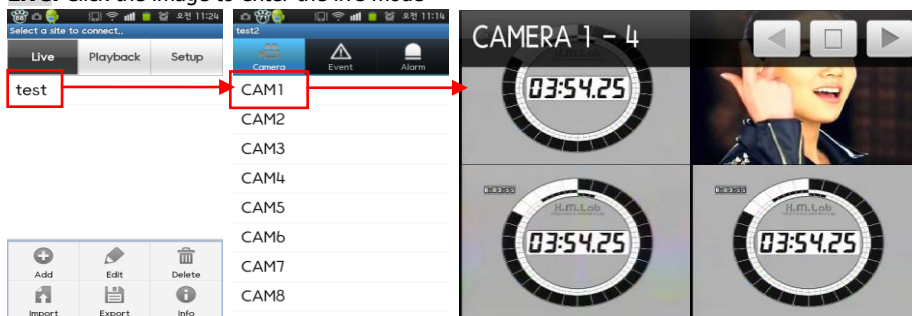 Live: Click the image to enter the live mode
오전 11:24
Select a site to connect..
Live Playback Setup
test
Add Edit Delete
Import Export Info
오전 11:14
test2
Camera Event Alarm
CAM1
CAM2
CAM3
CAM4
CAM5
CAM6
CAM7
CAM8
CAMERA 1 - 4
03:54.25
H.M.Lab
03:54.25
H.M.Lab
03:54.25